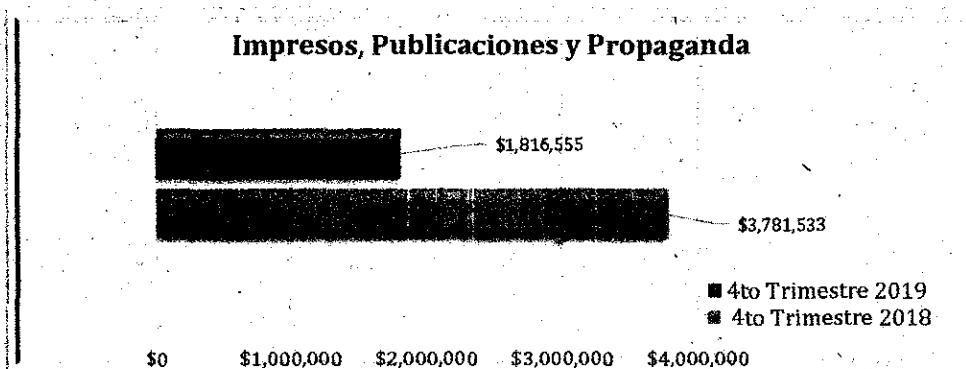 Impresos, Publicaciones y Propaganda
$1,816,555
$3,781,533
4to Trimestre 2019
4to Trimestre 2018
$0 $1,000,000 $2,000,000 $3,000,000 $4,000,000